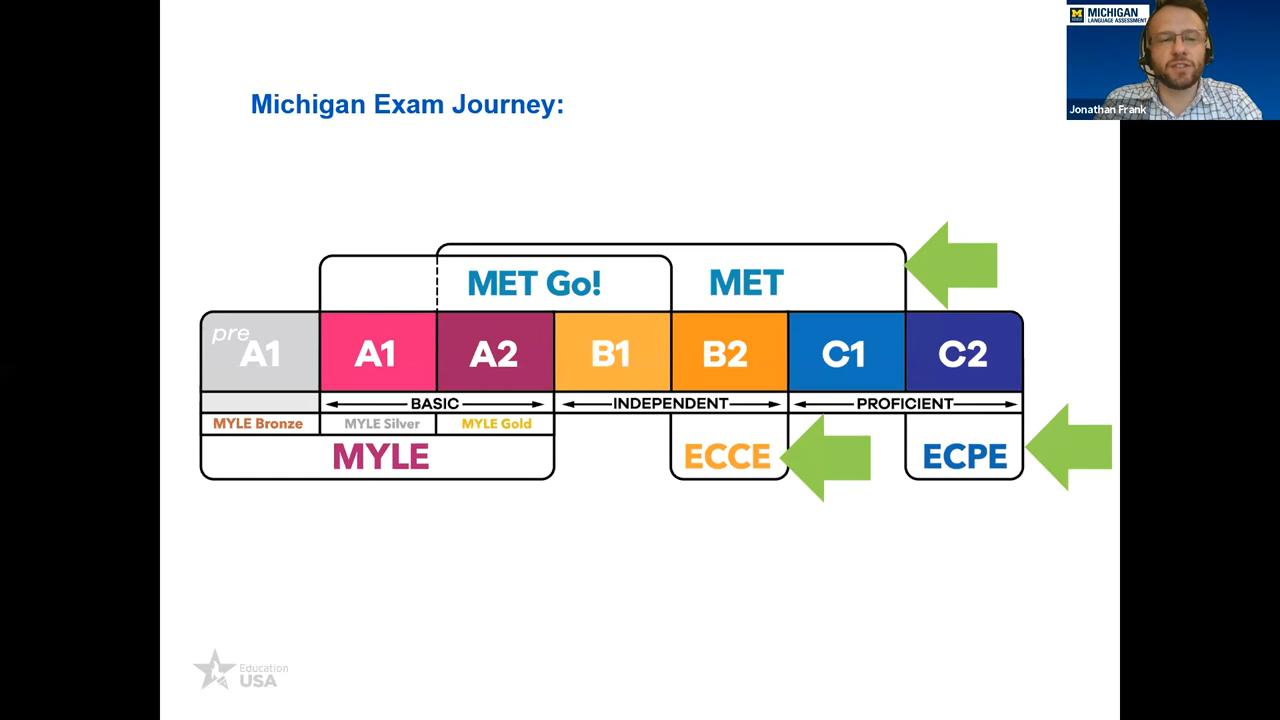 MICHIGAN
LANGUAGE ASSESSMENT
Jonathan Frank
Michigan Exam Journey:
MET Go!
MET
pre A1
A1
A2
B1
B2
C1
C2
BASIC
INDEPENDENT
PROFICIENT
MYLE Bronze
MYLE Silver
MYLE Gold
MYLE
ECCE
ECPE
Education
USA